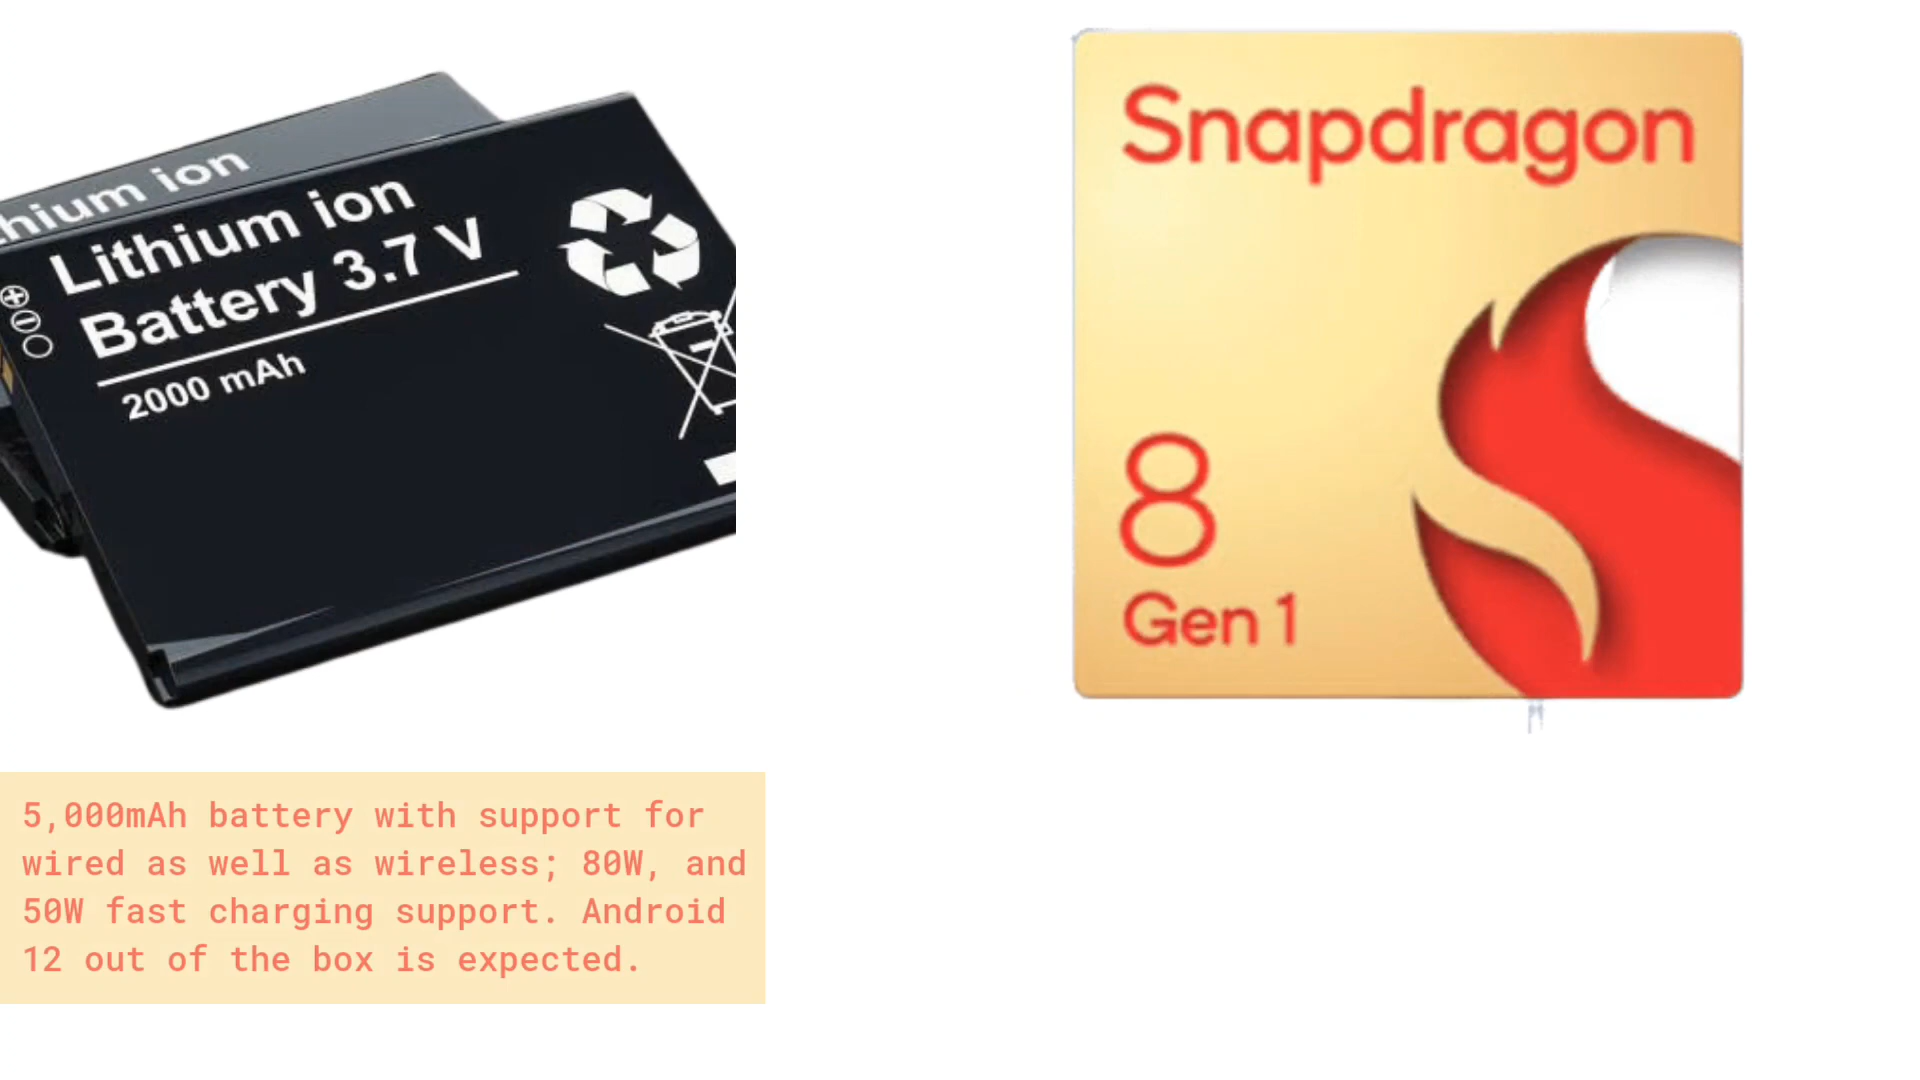 hium ion
Lithium ion
Battery 3.7 V
2000 mAh
Snapdragon
8
Gen 1
5,000mAh battery with support for
wired as well as wireless; 80W, and
50W fast charging support. Android
12 out of the box is expected.